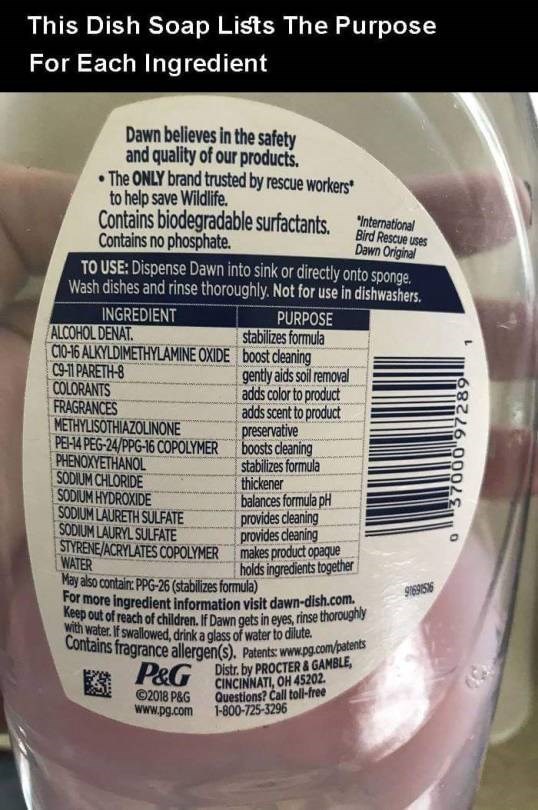 This Dish Soap Lists The Purpose
For Each Ingredient
Dawn believes in the safety
and quality of our products.
• The ONLY brand trusted by rescue workers*
to help save Wildlife.
Contains biodegradable surfactants.
Contains no phosphate.
*International
Bird Rescue uses
Dawn Original
TO USE: Dispense Dawn into sink or directly onto sponge.
Wash dishes and rinse thoroughly. Not for use in dishwashers.
INGREDIENT PURPOSE
ALCOHOL DENAT. stabilizes formula
C10-16 ALKYLDIMETHYLAMINE OXIDE boost cleaning
C9-11 PARETH-8 gently aids soil removal
COLORANTS adds color to product
FRAGRANCES adds scent to product
METHYLISOTHIAZOLINONE preservative
PEI-14 PEG-24/PPG-16 COPOLYMER boosts cleaning
PHENOXYETHANOL stabilizes formula
SODIUM CHLORIDE thickener
SODIUM HYDROXIDE balances formula pH
SODIUM LAURETH SULFATE provides cleaning
SODIUM LAURYL SULFATE provides cleaning
STYRENE/ACRYLATES COPOLYMER makes product opaque
WATER holds ingredients together
May also contain: PPG-26 (stabilizes formula)
For more ingredient information visit dawn-dish.com.
Keep out of reach of children. If Dawn gets in eyes, rinse thoroughly
with water. If swallowed, drink a glass of water to dilute.
Contains fragrance allergen(s). Patents: www.pg.com/patents
P&G
©2018 P&G
www.pg.com
Distr. by PROCTER & GAMBLE,
CINCINNATI, OH 45202.
Questions? Call toll-free
1-800-725-3296
91691516
0 37000 97289 1